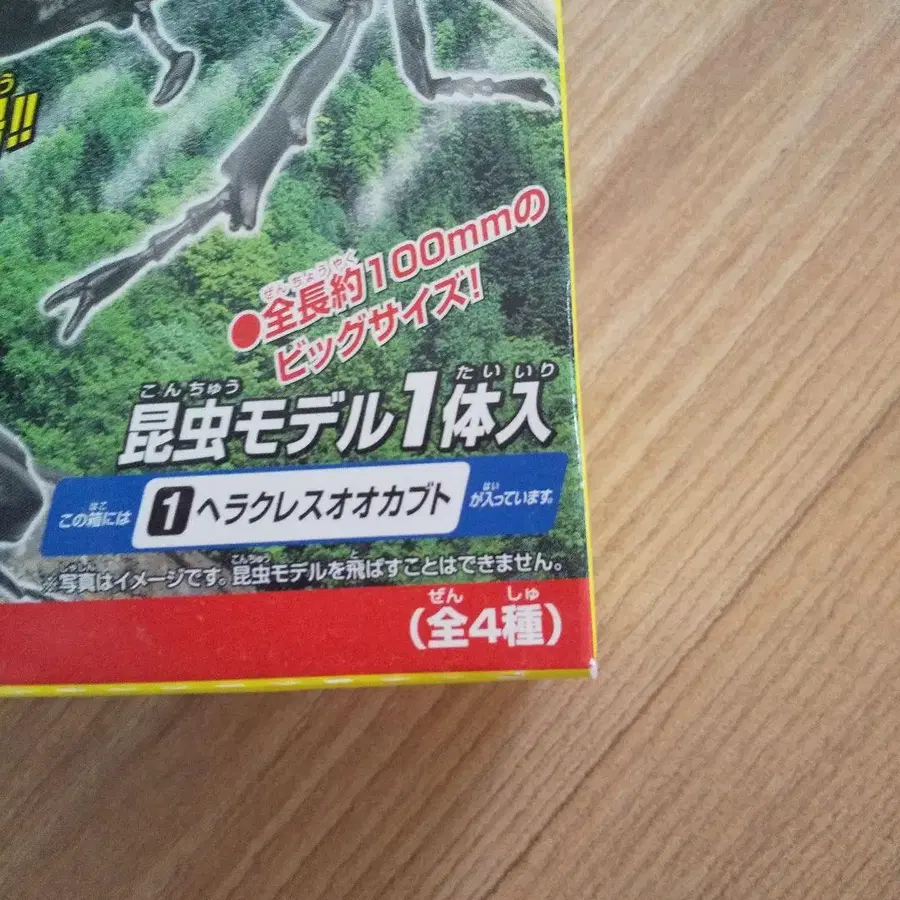 ●全長約100mmの
ビッグサイズ!
昆虫モデル1体入
この箱には 1 ヘラクレスオオカブト が入っています。
※写真はイメージです。昆虫モデルを飛ばすことはできません。
(全4種)